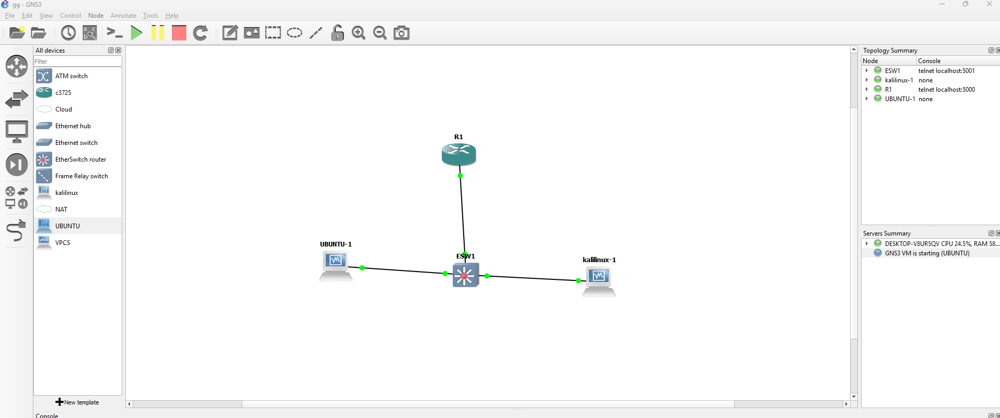 gg - GNS3
File Edit View Control Node Annotate Tools Help
All devices
Filter
ATM switch
c3725
Cloud
Ethernet hub
Ethernet switch
EtherSwitch router
Frame Relay switch
kalilinux
NAT
UBUNTU
VPCS
VPCS
New template
Console
R1
UBUNTU-1
ESW1
kalilinux-1
Topology Summary
Node Console
ESW1 telnet localhost:5001
kalilinux-1 none
R1 telnet localhost:5000
UBUNTU-1 none
Servers Summary
DESKTOP-V8UR5QV CPU 24.5%, RAM 58...
GNS3 VM is starting (UBUNTU)